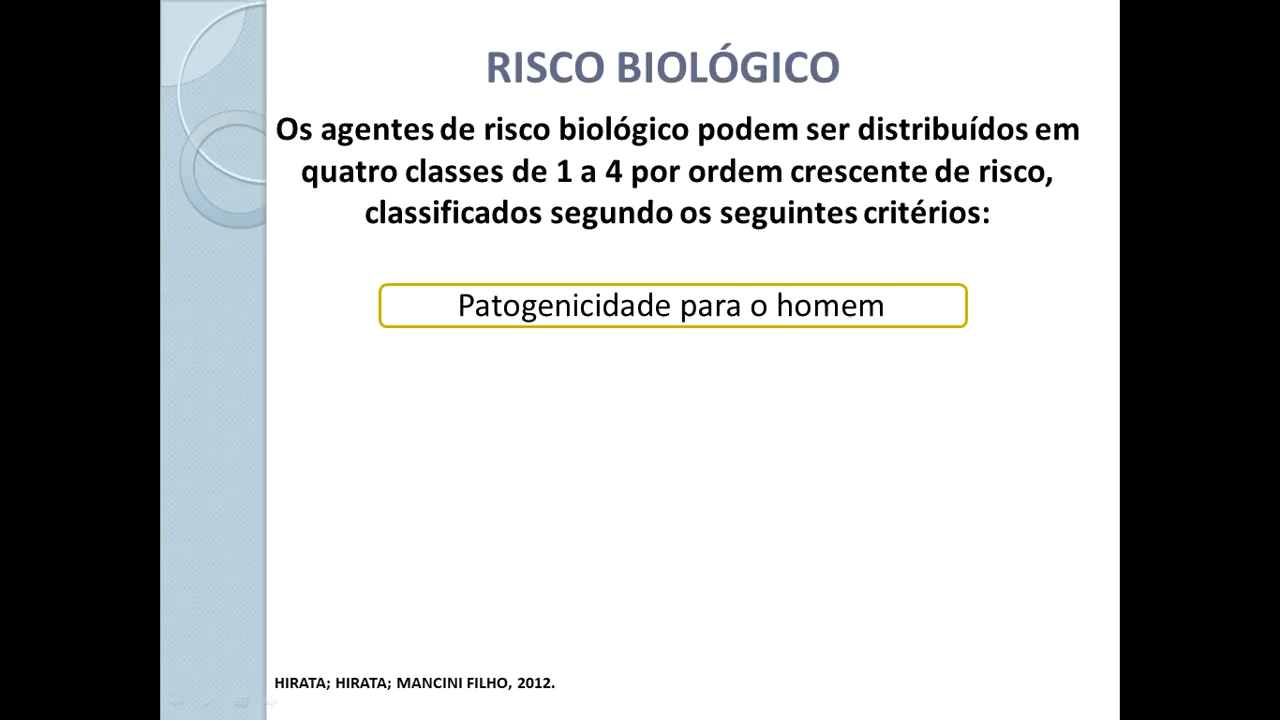 RISCO BIOLÓGICO
Os agentes de risco biológico podem ser distribuídos em
quatro classes de 1 a 4 por ordem crescente de risco,
classificados segundo os seguintes critérios:
Patogenicidade para o homem
HIRATA; HIRATA; MANCINI FILHO, 2012.